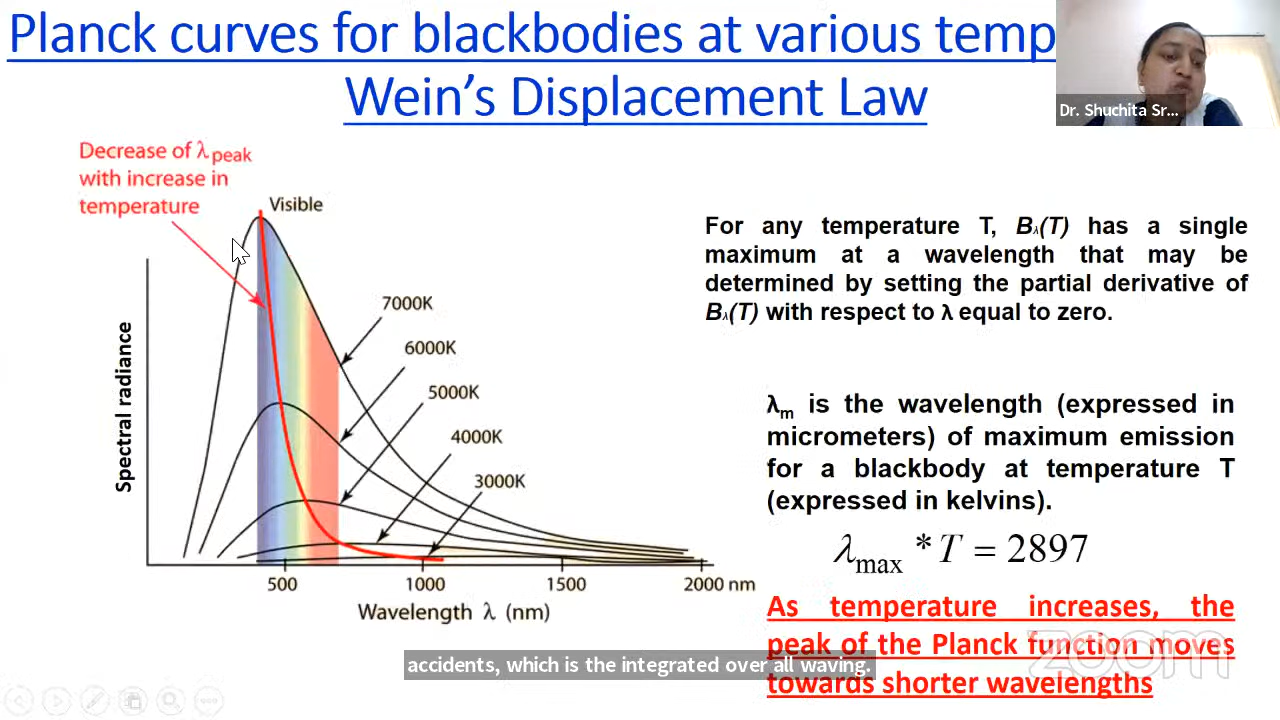 Planck curves for blackbodies at various temp
Wein's Displacement Law
Dr. Shuchita Sr...
Decrease of λ peak
with increase in
temperature
Visible
7000K
6000K
5000K
4000K
3000K
Spectral radiance
500
1000
1500
2000 nm
Wavelength λ (nm)
For any temperature T, Bλ(T) has a single
maximum at a wavelength that may be
determined by setting the partial derivative of
Bλ(T) with respect to λ equal to zero.
λm is the wavelength (expressed in
micrometers) of maximum emission
for a blackbody at temperature T
(expressed in kelvins).
λmax * T = 2897
As temperature increases, the
peak of the Planck function moves
towards shorter wavelengths
zoom
accidents, which is the integrated over all waving.